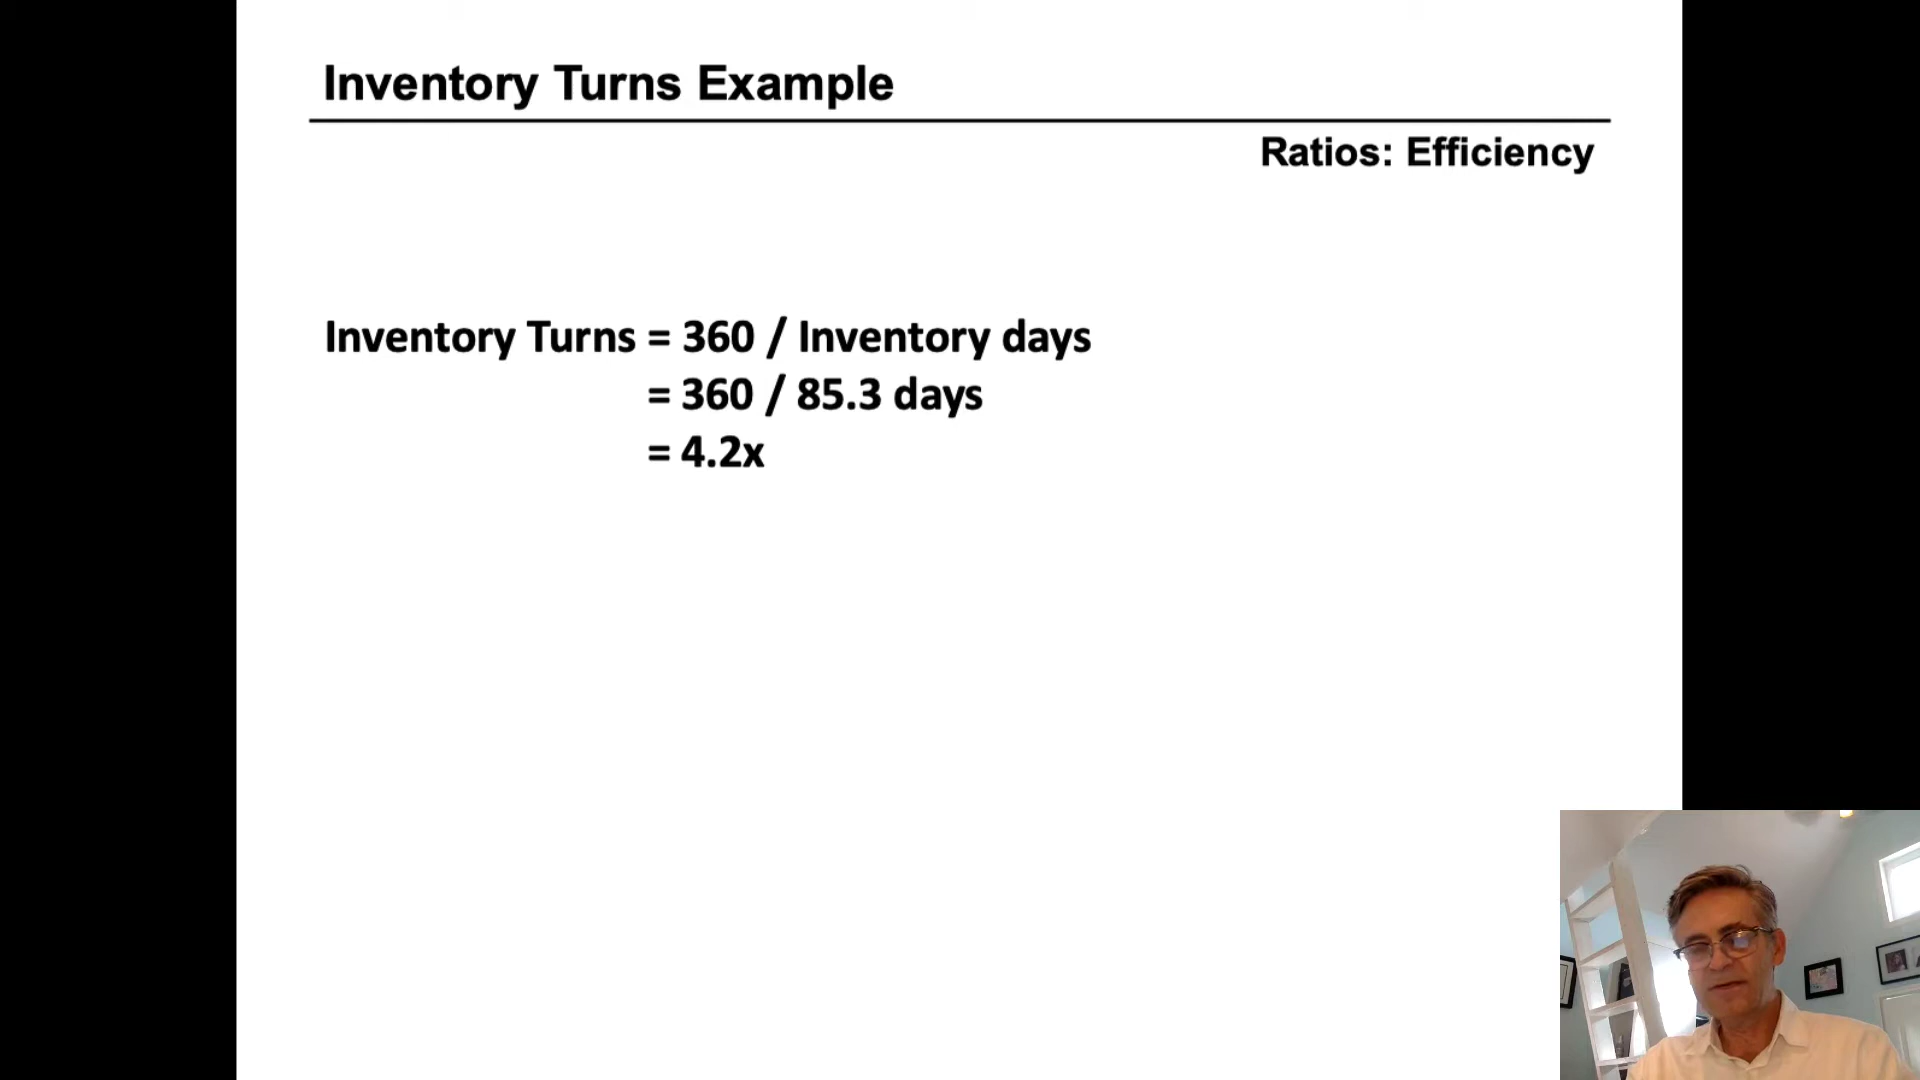 Inventory Turns Example
Ratios: Efficiency
Inventory Turns = 360 / Inventory days
= 360 / 85.3 days
= 4.2x